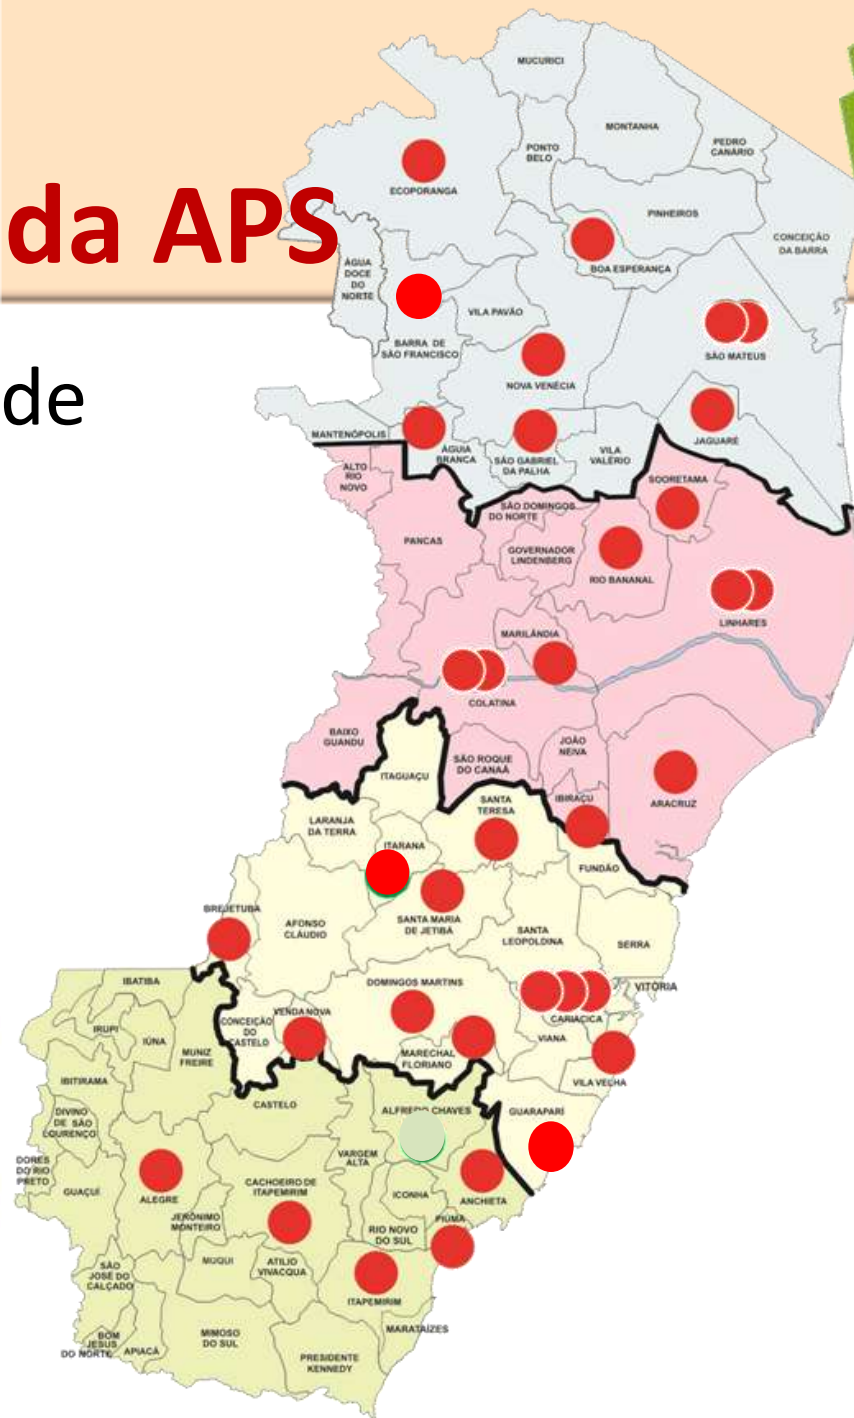 MUCURICI
MONTANHA
PONTO
BELO
PEDRO
CANÁRIO
ECOPORANGA
da APS
PINHEIROS
CONCEIÇÃO
DA BARRA
BOA ESPERANÇA
ÁGUA
DOCE
DO
NORTE
VILA PAVÃO
BARRA DE
SÃO FRANCISCO
SÃO MATEUS
NOVA VENÉCIA
de
JAGUARÉ
MANTENÓPOLIS
ÁGUIA
BRANCA
SÃO GABRIEL
DA PALHA
VILA
VALÉRIO
ALTO
RIO
NOVO
SOORETAMA
SÃO DOMINGOS
DO NORTE
PANCAS
GOVERNADOR
LINDENBERG
RIO BANANAL
LINHARES
MARILÂNDIA
COLATINA
BAIXO
GUANDU
JOÃO
NEIVA
SÃO ROQUE
DO CANAÃ
ITAGUAÇU
IBIRAÇU
ARACRUZ
SANTA
TERESA
LARANJA
DA TERRA
ITARANA
FUNDÃO
BREJETUBA
AFONSO
CLÁUDIO
SANTA MARIA
DE JETIBÁ
SANTA
LEOPOLDINA
SERRA
IBATIBA
DOMINGOS MARTINS
VITÓRIA
VENDA NOVA
CARIACICA
CONCEIÇÃO
DO
CASTELO
IRUPI
IÚNA
VIANA
MUNIZ
FREIRE
MARECHAL
FLORIANO
IBITIRAMA
VILA VELHA
CASTELO
ALFREDO CHAVES
GUARAPARÍ
DIVINO
DE SÃO
LOURENÇO
VARGEM
ALTA
DORES
DO RIO
PRETO
GUAÇUÍ
ALEGRE
CACHOEIRO DE
ITAPEMIRIM
ICONHA
ANCHIETA
JERÔNIMO
MONTEIRO
PIÚMA
RIO NOVO
DO SUL
MUQUI
ATILIO
VIVACQUA
SÃO
JOSÉ DO
CALÇADO
ITAPEMIRIM
MARATAÍZES
BOM
JESUS
DO NORTE
APIACÁ
MIMOSO
DO SUL
PRESIDENTE
KENNEDY